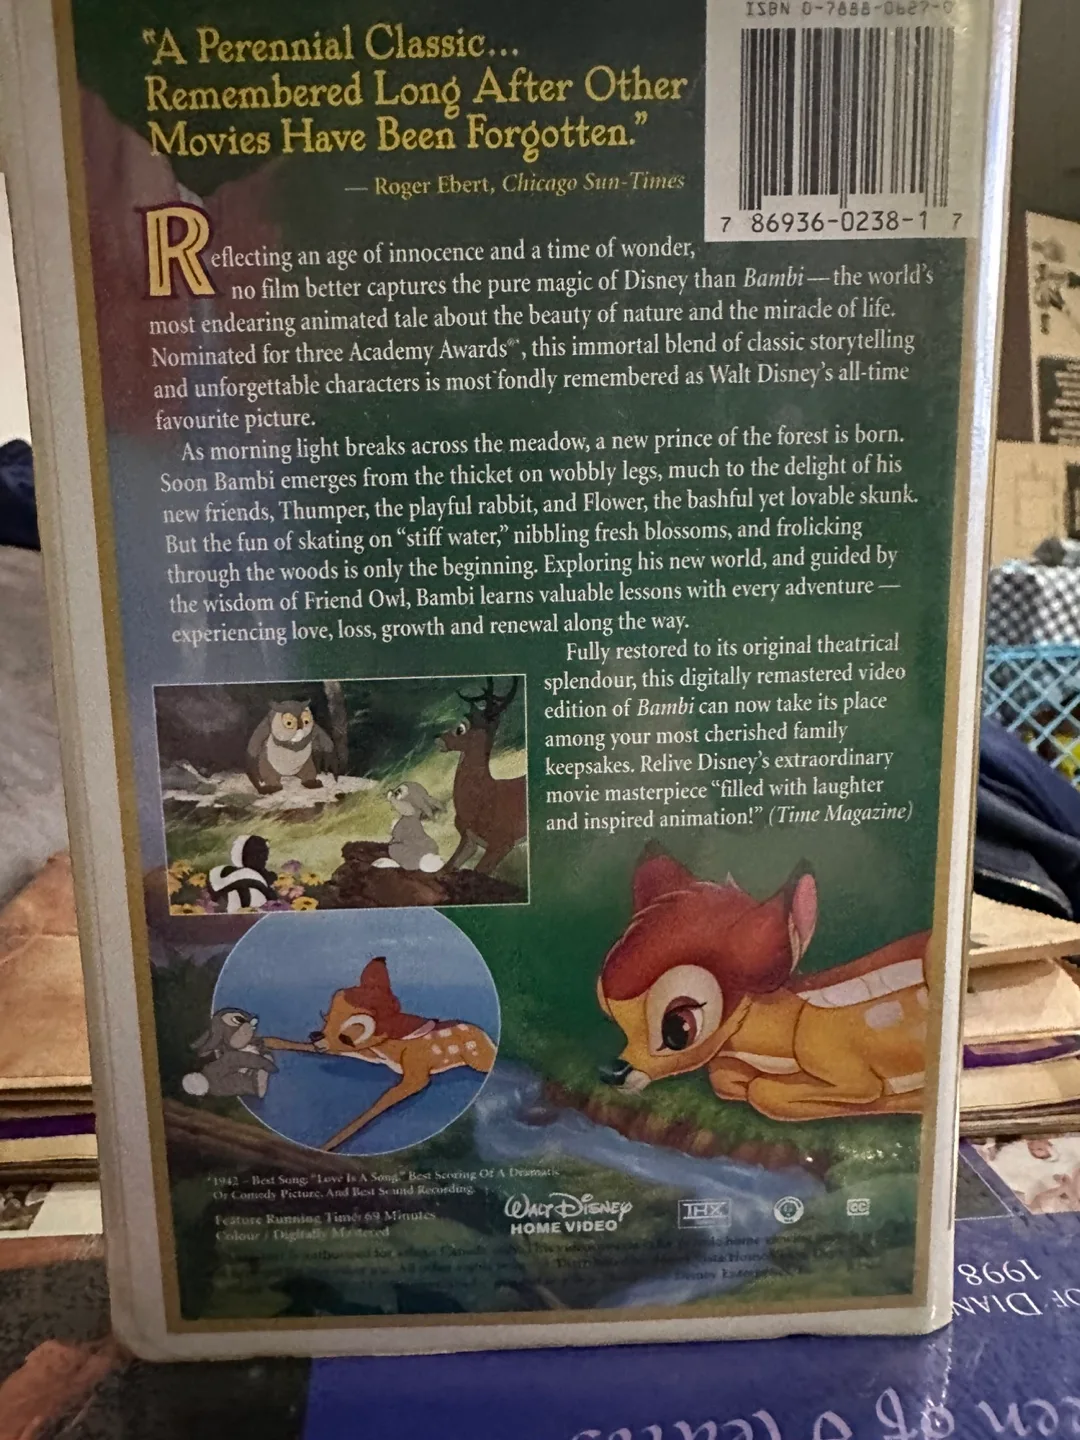 ISBN 0-7888-0627-0
"A Perennial Classic...
Remembered Long After Other
Movies Have Been Forgotten."
— Roger Ebert, Chicago Sun-Times
7 86936-0238-1 7
Reflecting an age of innocence and a time of wonder,
no film better captures the pure magic of Disney than Bambi—the world's
most endearing animated tale about the beauty of nature and the miracle of life.
Nominated for three Academy Awards®*, this immortal blend of classic storytelling
and unforgettable characters is most fondly remembered as Walt Disney's all-time
favourite picture.
As morning light breaks across the meadow, a new prince of the forest is born.
Soon Bambi emerges from the thicket on wobbly legs, much to the delight of his
new friends, Thumper, the playful rabbit, and Flower, the bashful yet lovable skunk.
But the fun of skating on "stiff water," nibbling fresh blossoms, and frolicking
through the woods is only the beginning. Exploring his new world, and guided by
the wisdom of Friend Owl, Bambi learns valuable lessons with every adventure —
experiencing love, loss, growth and renewal along the way.
Fully restored to its original theatrical
splendour, this digitally remastered video
edition of Bambi can now take its place
among your most cherished family
keepsakes. Relive Disney's extraordinary
movie masterpiece "filled with laughter
and inspired animation!" (Time Magazine)
*1942 – Best Song: "Love Is A Song," Best Scoring Of A Dramatic
Or Comedy Picture, And Best Sound Recording.
Feature Running Time: 69 Minutes
Colour / Digitally Mastered
WALT DISNEY
HOME VIDEO
THX
CC
is authorized for
Canada
1998
OF DIAN